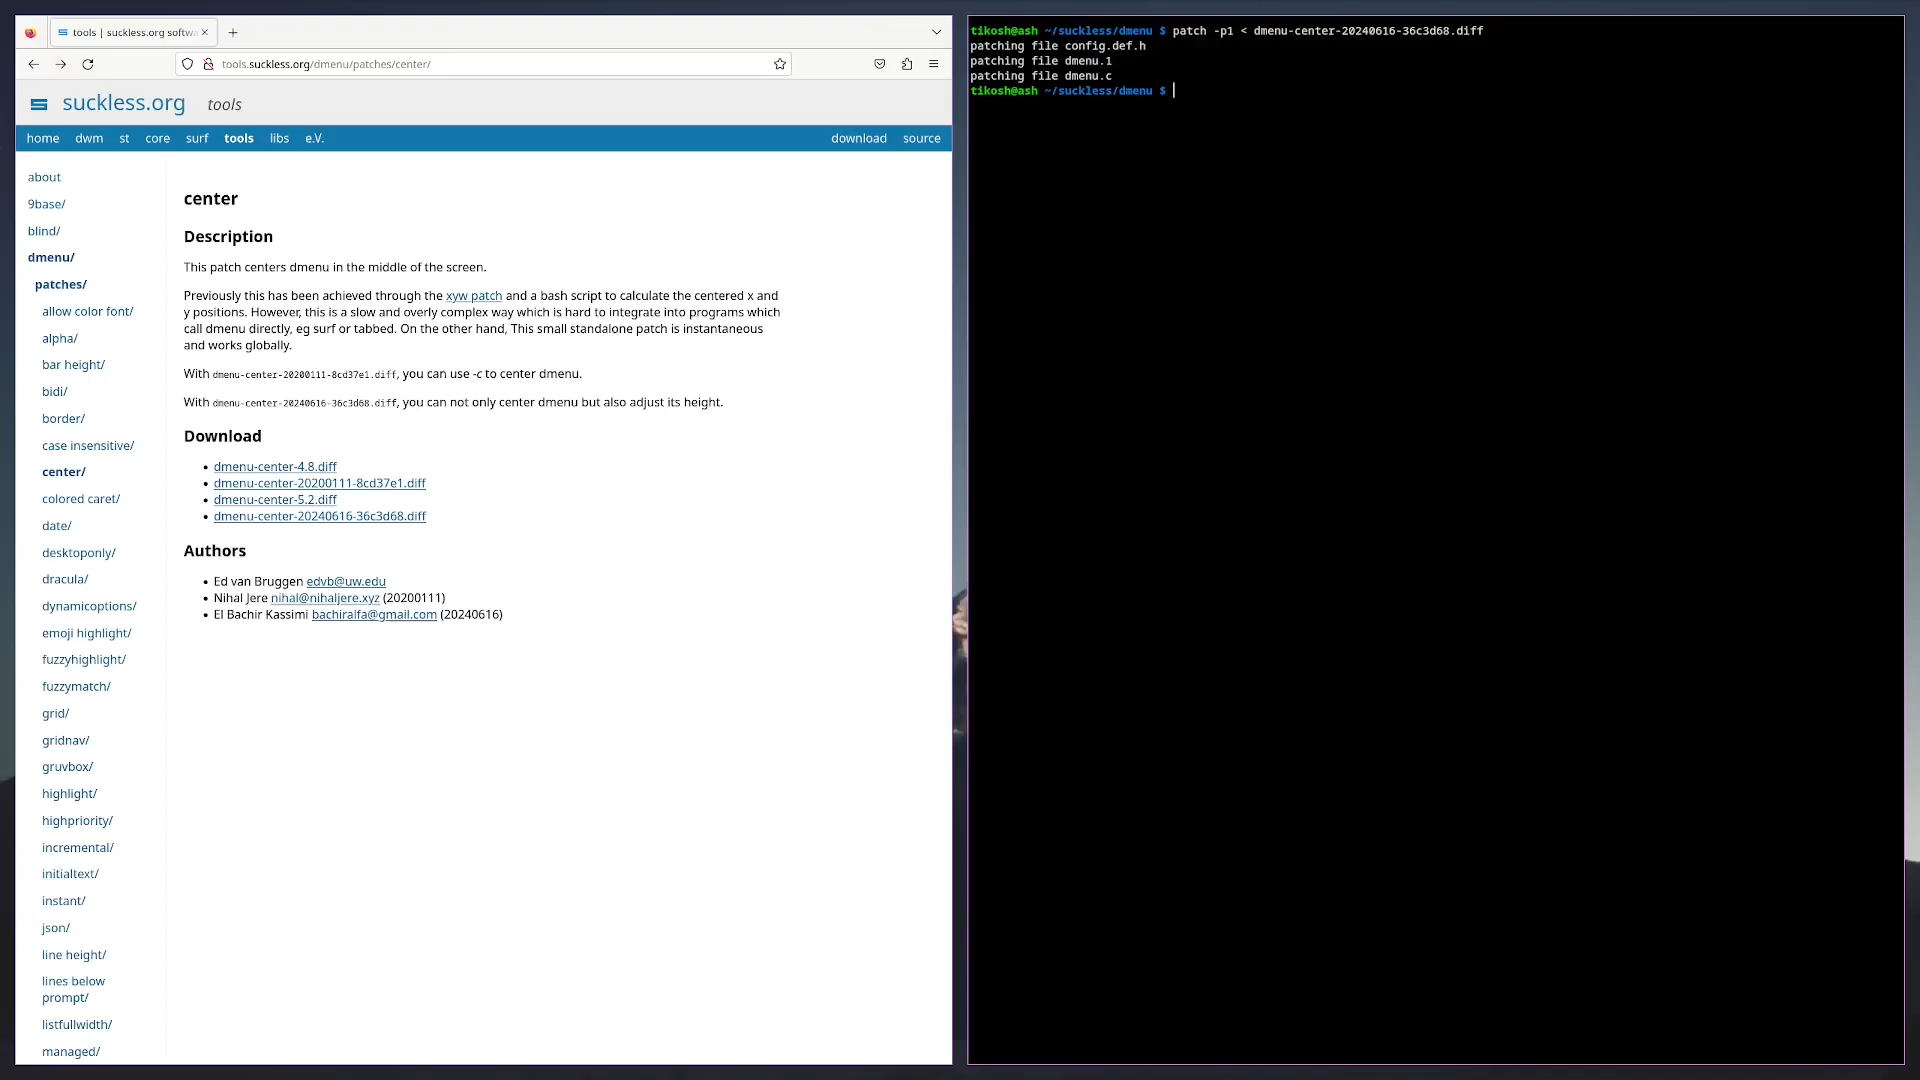 tools | suckless.org softwa
tools.suckless.org/dmenu/patches/center/
suckless.org tools
home dwm st core surf tools libs e.V. download source
about
9base/
blind/
dmenu/
patches/
allow color font/
alpha/
bar height/
bidi/
border/
case insensitive/
center/
colored caret/
date/
desktoponly/
dracula/
dynamicoptions/
emoji highlight/
fuzzyhighlight/
fuzzymatch/
grid/
gridnav/
gruvbox/
highlight/
highpriority/
incremental/
initialtext/
instant/
json/
line height/
lines below
prompt/
listfullwidth/
managed/
center
Description
This patch centers dmenu in the middle of the screen.
Previously this has been achieved through the xyw patch and a bash script to calculate the centered x and
y positions. However, this is a slow and overly complex way which is hard to integrate into programs which
call dmenu directly, eg surf or tabbed. On the other hand, This small standalone patch is instantaneous
and works globally.
With dmenu-center-20200111-8cd37e1.diff, you can use -c to center dmenu.
With dmenu-center-20240616-36c3d68.diff, you can not only center dmenu but also adjust its height.
Download
• dmenu-center-4.8.diff
• dmenu-center-20200111-8cd37e1.diff
• dmenu-center-5.2.diff
• dmenu-center-20240616-36c3d68.diff
Authors
• Ed van Bruggen edvb@uw.edu
• Nihal Jere nihal@nihaljere.xyz (20200111)
• El Bachir Kassimi bachiralfa@gmail.com (20240616)
tikosh@ash ~/suckless/dmenu $ patch -p1 < dmenu-center-20240616-36c3d68.diff
patching file config.def.h
patching file dmenu.1
patching file dmenu.c
tikosh@ash ~/suckless/dmenu $